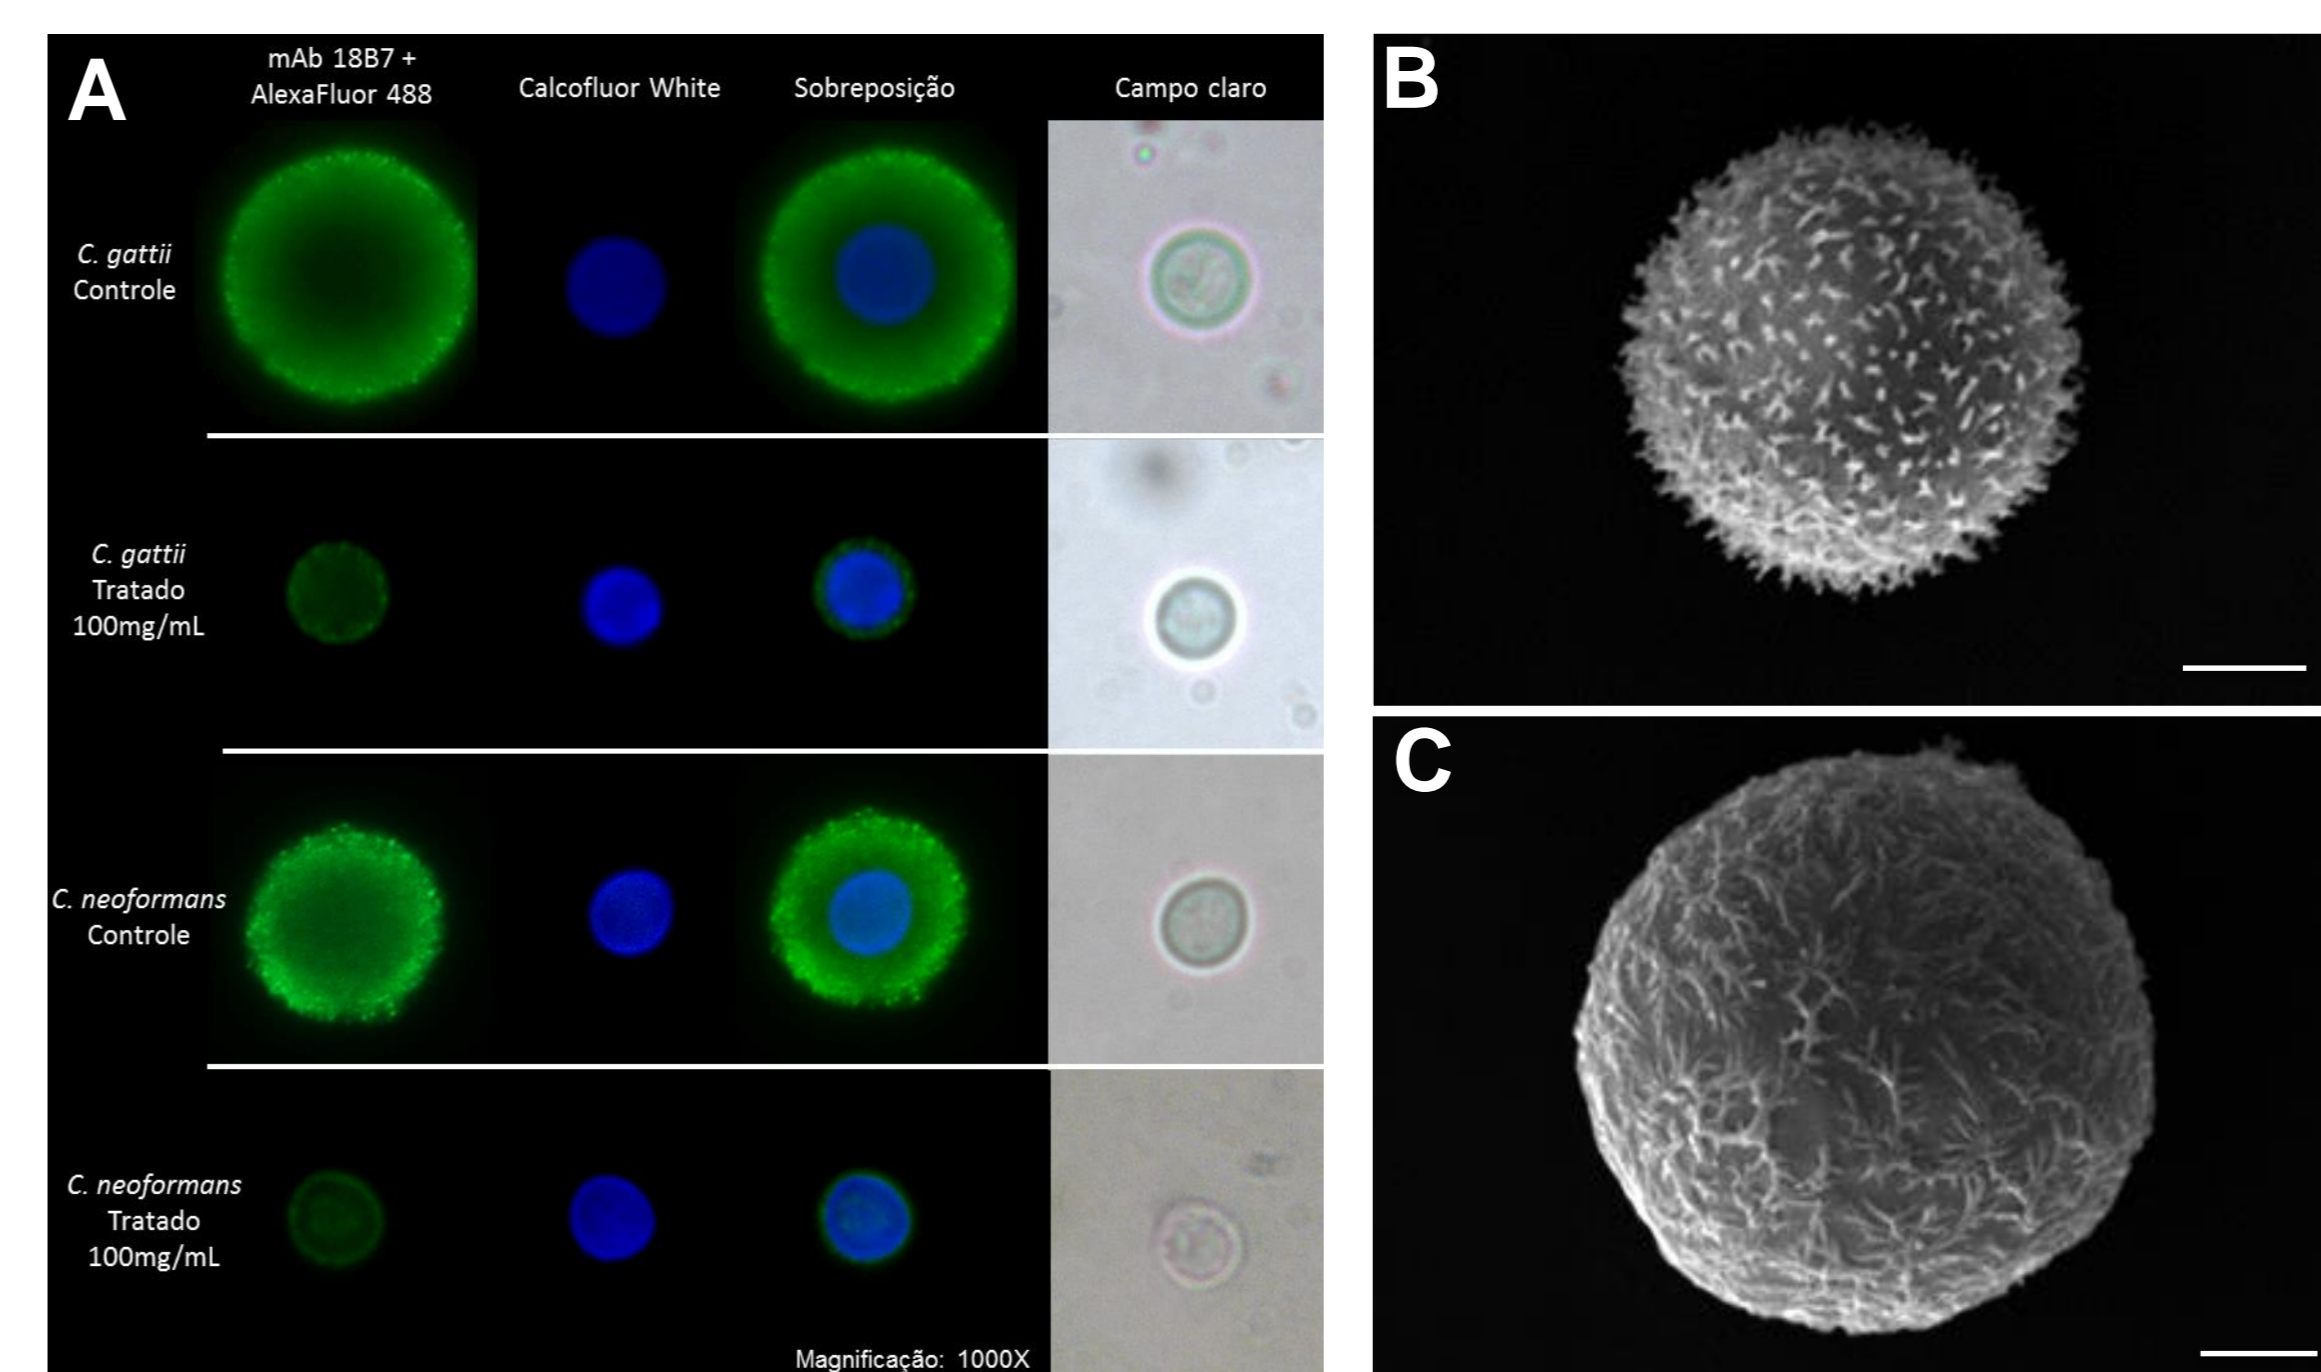 A
mAb 18B7 +
AlexaFluor 488
Calcofluor White
Sobreposição
Campo claro
C. gattii
Controle
C. gattii
Tratado
100mg/mL
C. neoformans
Controle
C. neoformans
Tratado
100mg/mL
Magnificação: 1000X
B
C